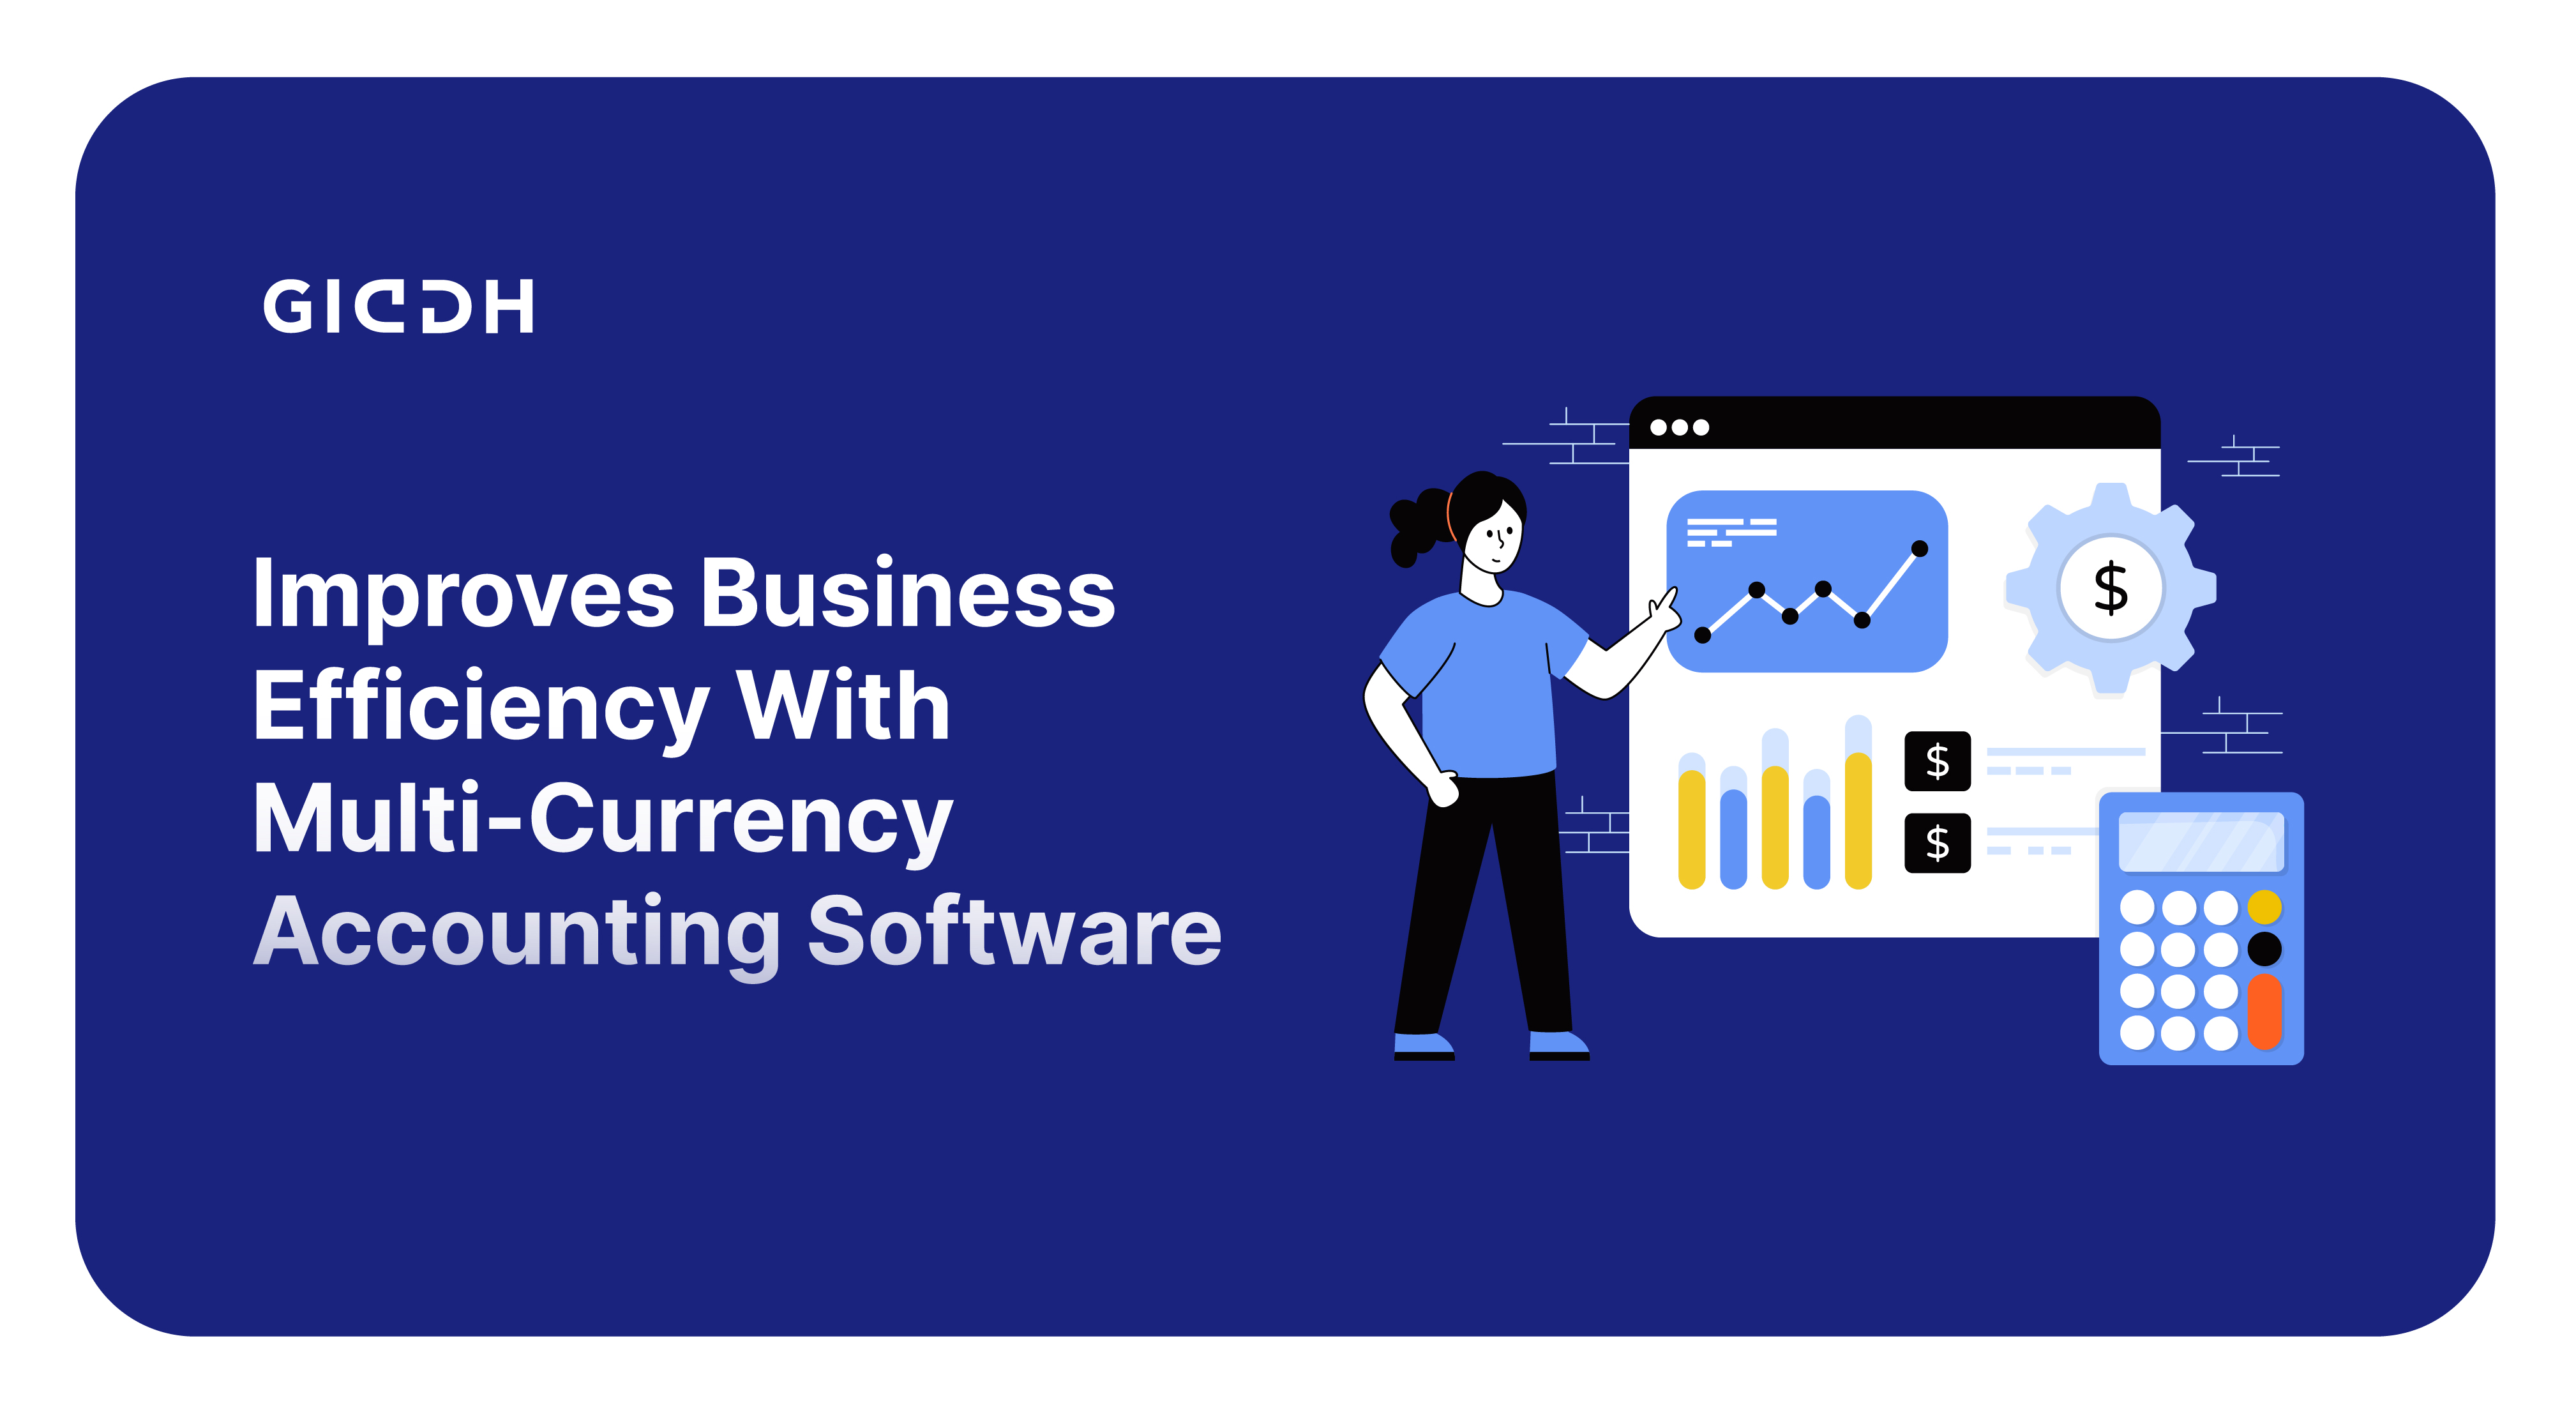 GIDDH
Improves Business
Efficiency With
Multi-Currency
Accounting Software
$
$
$